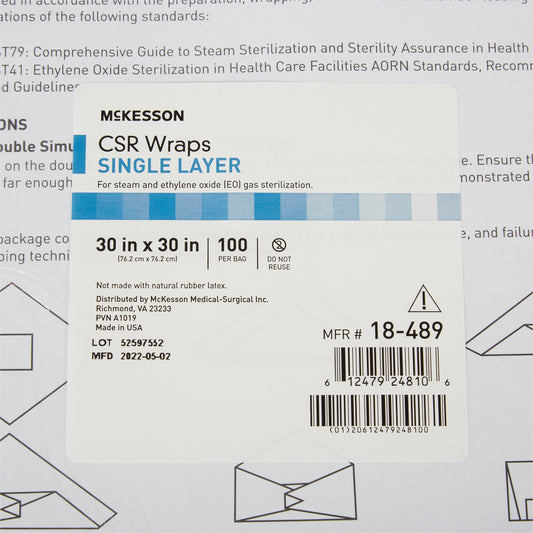 ed in accordance with the preparation, wrapping,
ations of the following standards:
ST79: Comprehensive Guide to Steam Sterilization and Sterility Assurance in Health
ST41: Ethylene Oxide Sterilization in Health Care Facilities AORN Standards, Recomm
nd Guidelines
ONS
ouble Simu
on the dou
far enough
e. Ensure th
monstrated
package co
ping techni
e, and failu
McKESSON
CSR Wraps
SINGLE LAYER
For steam and ethylene oxide (EO) gas sterilization.
30 in x 30 in
(76.2 cm x 76.2 cm)
100
PER BAG
DO NOT
REUSE
Not made with natural rubber latex.
Distributed by McKesson Medical-Surgical Inc.
Richmond, VA 23233
PVN A1019
Made in USA
LOT 52597552
MFD 2022-05-02
MFR # 18-489
6 12479 24810 6
(01)20612479248100